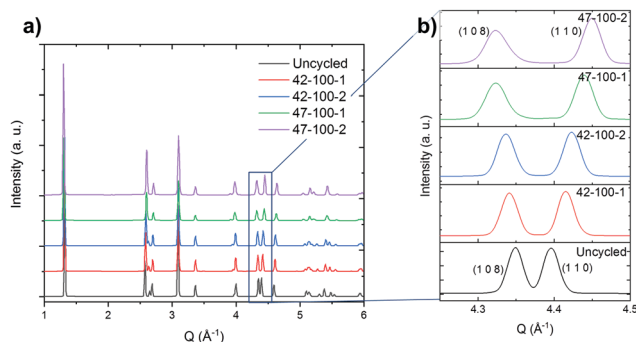 a)
Uncycled
42-100-1
42-100-2
47-100-1
47-100-2
Intensity (a. u.)
1 2 3 4 5 6
Q (Å⁻¹)
b)
47-100-2
(1 0 8) (1 1 0)
47-100-1
42-100-2
42-100-1
Uncycled
(1 0 8) (1 1 0)
Intensity (a. u.)
4.3 4.4 4.5
Q (Å⁻¹)